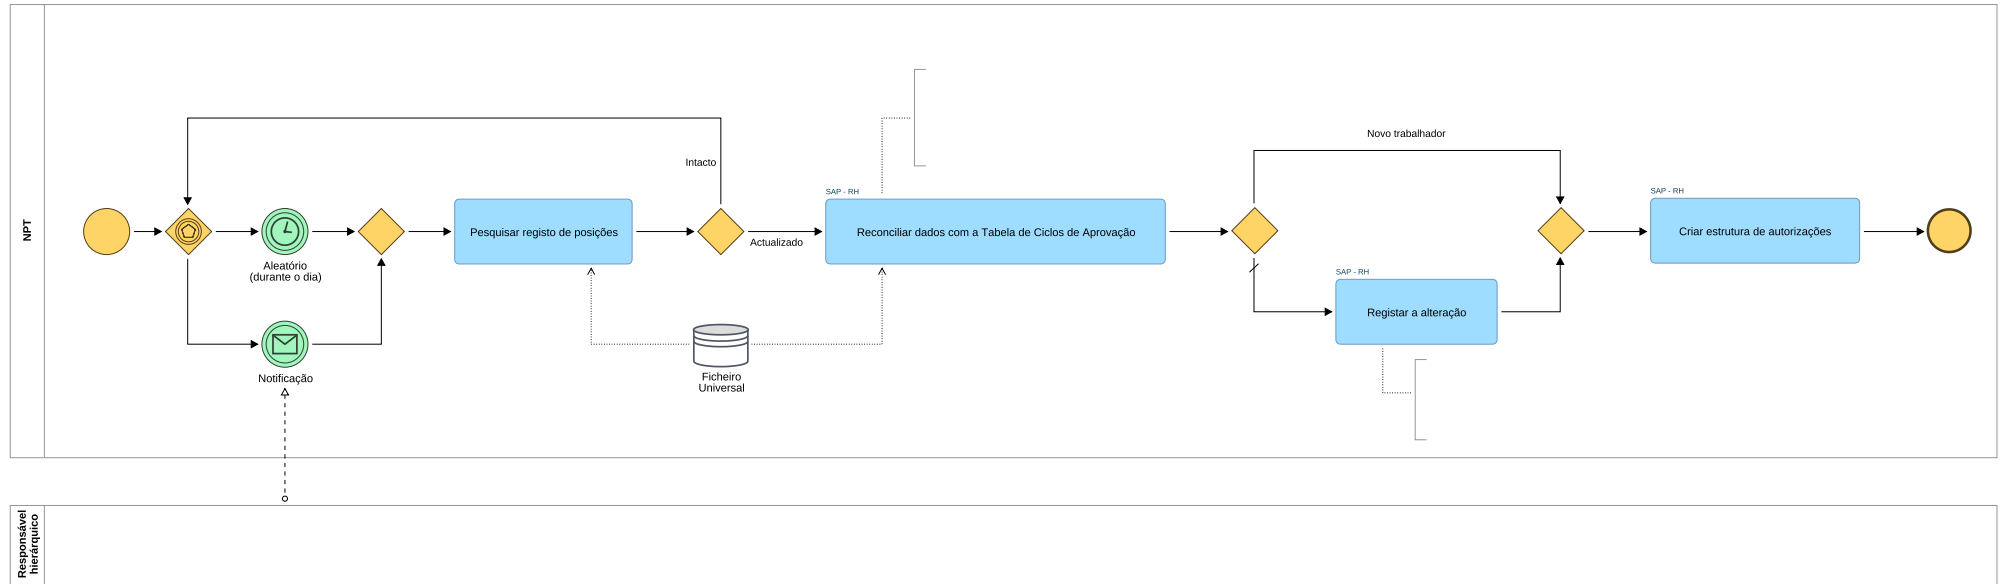 NPT
Aleatório
(durante o dia)
Notificação
Pesquisar registo de posições
Intacto
Actualizado
Ficheiro
Universal
SAP - RH
Reconciliar dados com a Tabela de Ciclos de Aprovação
Novo trabalhador
SAP - RH
Registar a alteração
SAP - RH
Criar estrutura de autorizações
Responsável
hierárquico